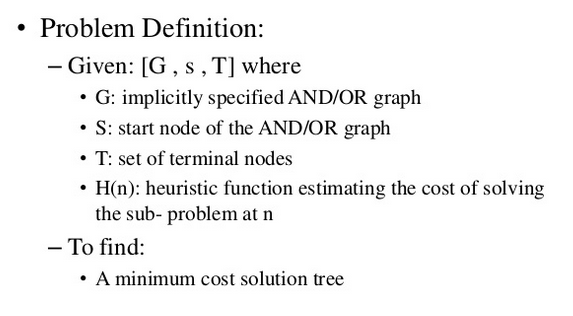 • Problem Definition:
– Given: [G , s , T] where
• G: implicitly specified AND/OR graph
• S: start node of the AND/OR graph
• T: set of terminal nodes
• H(n): heuristic function estimating the cost of solving
the sub- problem at n
– To find:
• A minimum cost solution tree